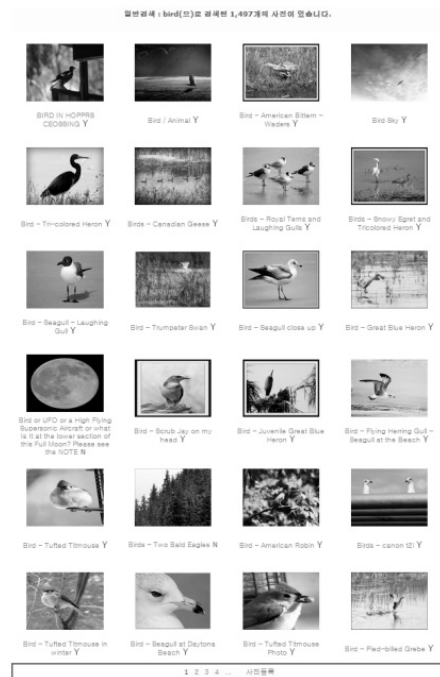 일반검색 : bird(으)로 검색된 1,497개의 사진이 있습니다.
BIRD IN HOPPRS
CEOSSING Y
Bird / Animal Y
Bird - American Bittern -
Waders Y
Bird Sky Y
Bird - Tri-colored Heron Y
Birds - Canadian Geese Y
Birds - Royal Terns and
Laughing Gulls Y
Birds - Snowy Egret and
Tricolored Heron Y
Bird - Seagull - Laughing
Gull Y
Bird - Trumpeter Swan Y
Bird - Seagull close up Y
Bird - Great Blue Heron Y
Bird or UFO or a High Flying
Supersonic Aircraft or what
is it at the lower section of
this Full Moon? Please see
the NOTE N
Bird - Scrub Jay on my
head Y
Bird - Juvenile Great Blue
Heron Y
Bird - Flying Herring Gull -
Seagull at the Beach Y
Bird - Tufted Titmouse Y
Birds - Two Bald Eagles N
Bird - American Robin Y
Birds - canon t2i Y
Bird - Tufted Titmouse in
winter Y
Bird - Seagull at Daytona
Beach Y
Bird - Tufted Titmouse
Photo Y
Bird - Pied-billed Grebe Y
1 2 3 4 ... 사진등록